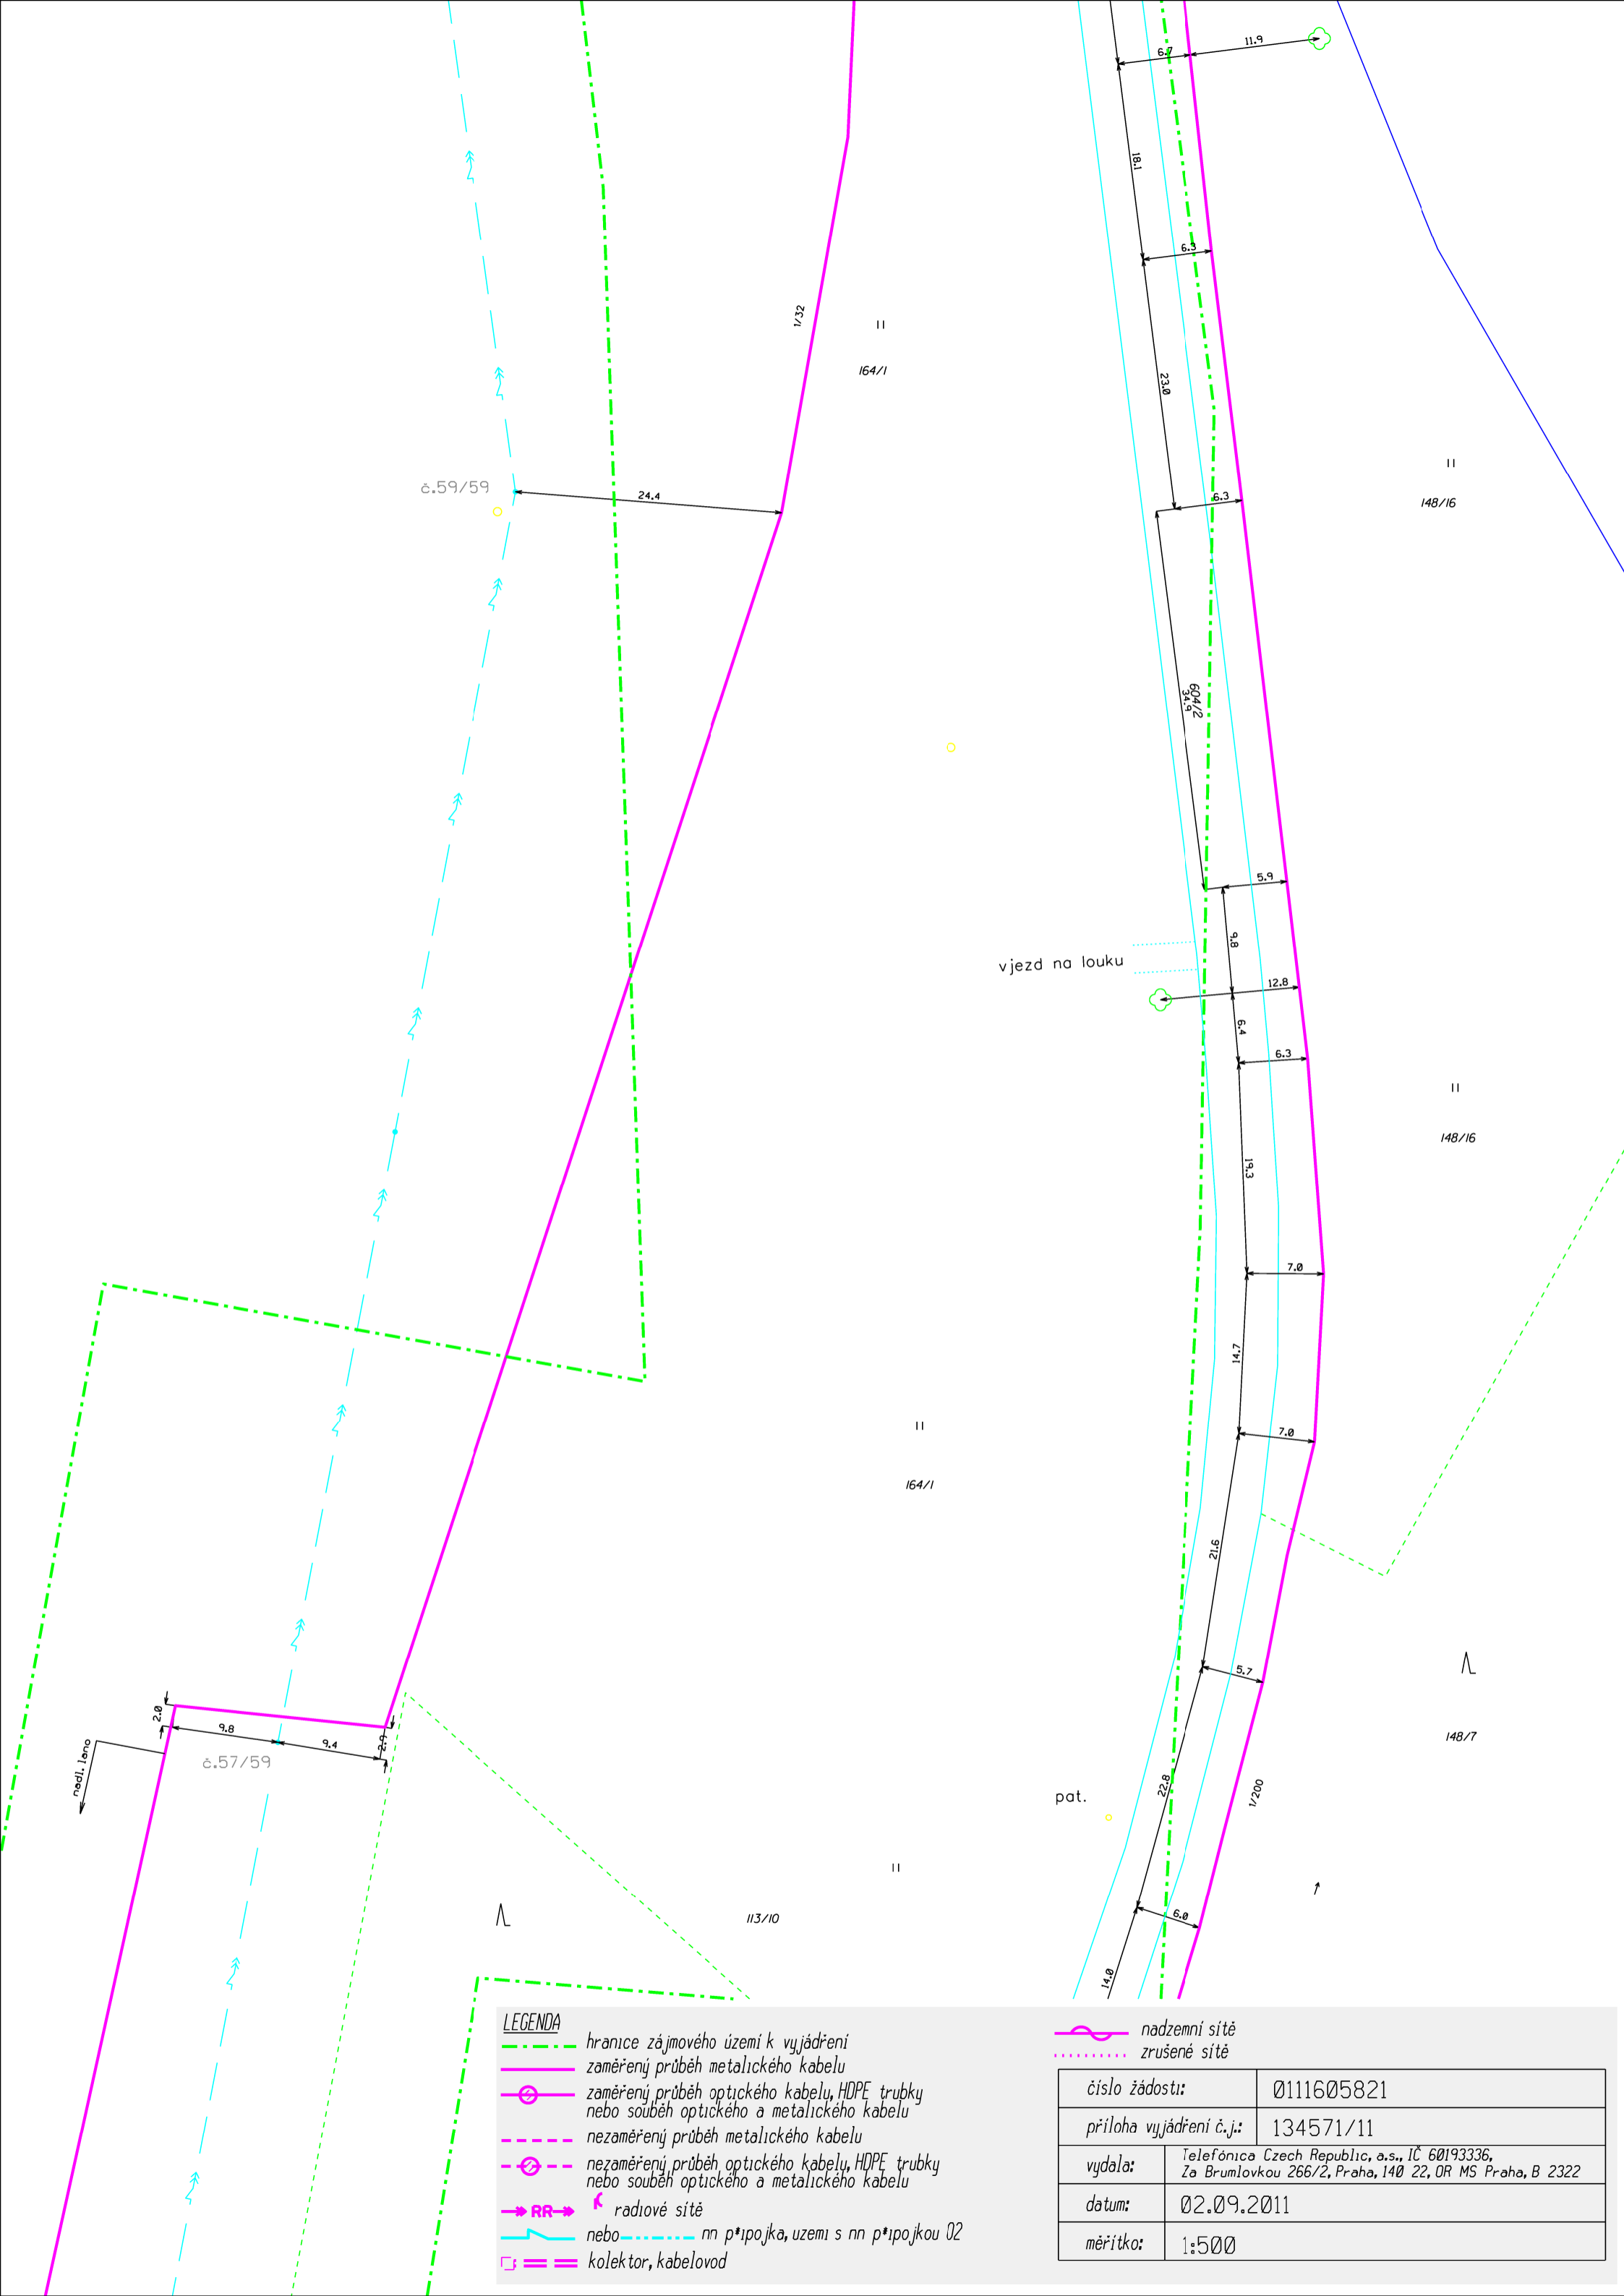 6.7
11.9
18.1
6.3
1/32
164/1
23.0
č.59/59
24.4
6.3
148/16
604/2
34.9
5.9
9.8
vjezd na louku
12.8
6.4
6.3
148/16
19.3
7.0
14.7
7.0
164/1
21.6
5.7
2.0
9.8
9.4
2.9
nadl. lano
č.57/59
148/7
22.8
1/200
pat.
113/10
6.0
14.0
LEGENDA
hranice zájmového území k vyjádření
zaměřený průběh metalického kabelu
zaměřený průběh optického kabelu, HDPE trubky
nebo souběh optického a metalického kabelu
nezaměřený průběh metalického kabelu
nezaměřený průběh optického kabelu, HDPE trubky
nebo souběh optického a metalického kabelu
RR radiové sítě
nebo nn p*ipojka, uzemi s nn p*ipojkou O2
kolektor, kabelovod
nadzemní sítě
zrušené sítě
číslo žádosti: 0111605821
příloha vyjádření č.j.: 134571/11
vydala: Telefónica Czech Republic, a.s., IČ 60193336,
Za Brumlovkou 266/2, Praha, 140 22, OR MS Praha, B 2322
datum: 02.09.2011
měřítko: 1:500